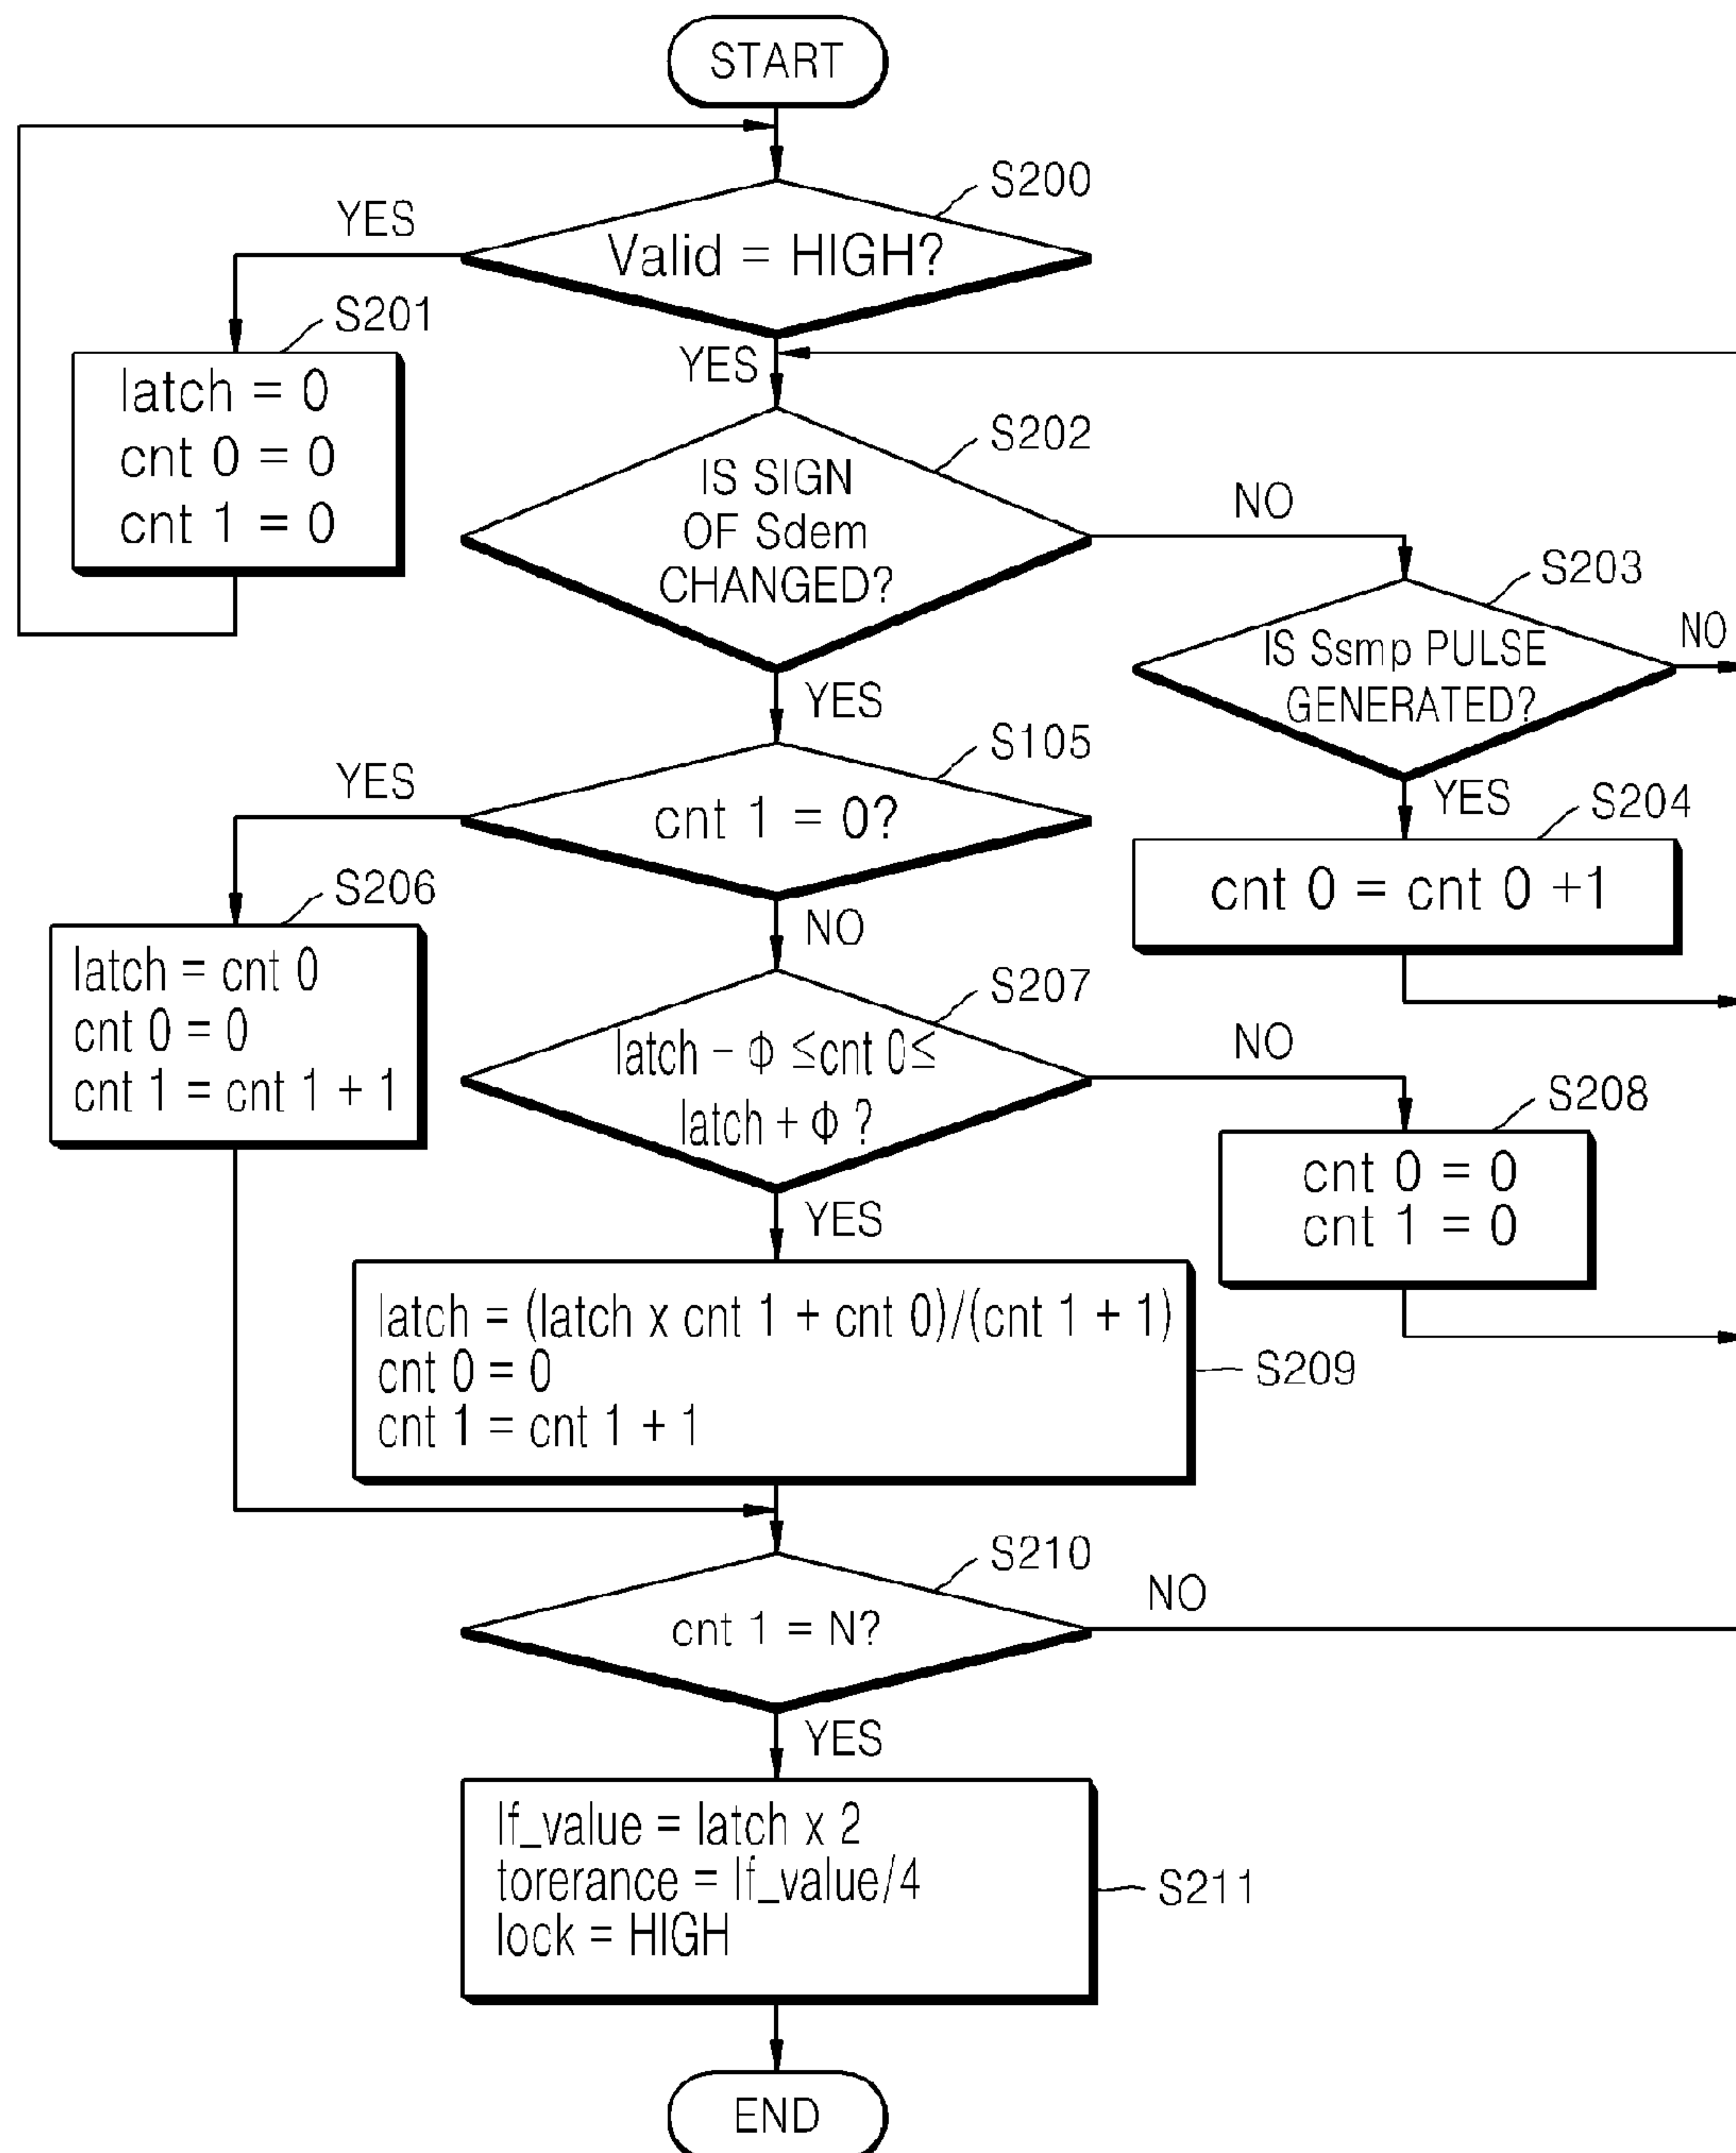 START
S200
YES
Valid = HIGH?
S201
latch = 0
cnt 0 = 0
cnt 1 = 0
YES
S202
IS SIGN
OF Sdem
CHANGED?
NO
S203
IS Ssmp PULSE
GENERATED?
NO
YES
S105
YES
cnt 1 = 0?
YES
S204
cnt 0 = cnt 0 +1
S206
latch = cnt 0
cnt 0 = 0
cnt 1 = cnt 1 + 1
NO
S207
latch - Φ ≤cnt 0≤
latch + Φ ?
NO
S208
cnt 0 = 0
cnt 1 = 0
YES
latch = (latch x cnt 1 + cnt 0)/(cnt 1 + 1)
cnt 0 = 0
cnt 1 = cnt 1 + 1
S209
S210
cnt 1 = N?
NO
YES
lf_value = latch x 2
torerance = lf_value/4
lock = HIGH
S211
END